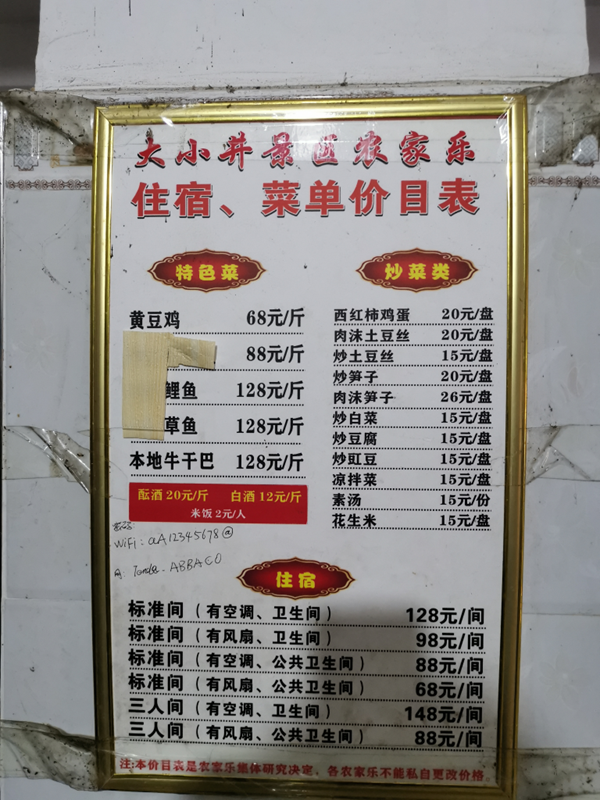 大小井景区农家乐
住宿、菜单价目表
特色菜
黄豆鸡 68元/斤
88元/斤
鲤鱼 128元/斤
草鱼 128元/斤
本地牛干巴 128元/斤
酝酒 20元/斤 白酒 12元/斤
米饭 2元/人
炒菜类
西红柿鸡蛋 20元/盘
肉沫土豆丝 20元/盘
炒土豆丝 15元/盘
炒笋子 20元/盘
肉沫笋子 26元/盘
炒白菜 15元/盘
炒豆腐 15元/盘
炒豇豆 15元/盘
凉拌菜 15元/盘
素汤 15元/份
花生米 15元/盘
WiFi: aA12345678@
ABBACO
住宿
标准间（有空调、卫生间） 128元/间
标准间（有风扇、卫生间） 98元/间
标准间（有空调、公共卫生间） 88元/间
标准间（有风扇、公共卫生间） 68元/间
三人间（有空调、卫生间） 148元/间
三人间（有风扇、公共卫生间） 88元/间
注:本价目表是农家乐集体研究决定、各农家乐不能私自更改价格